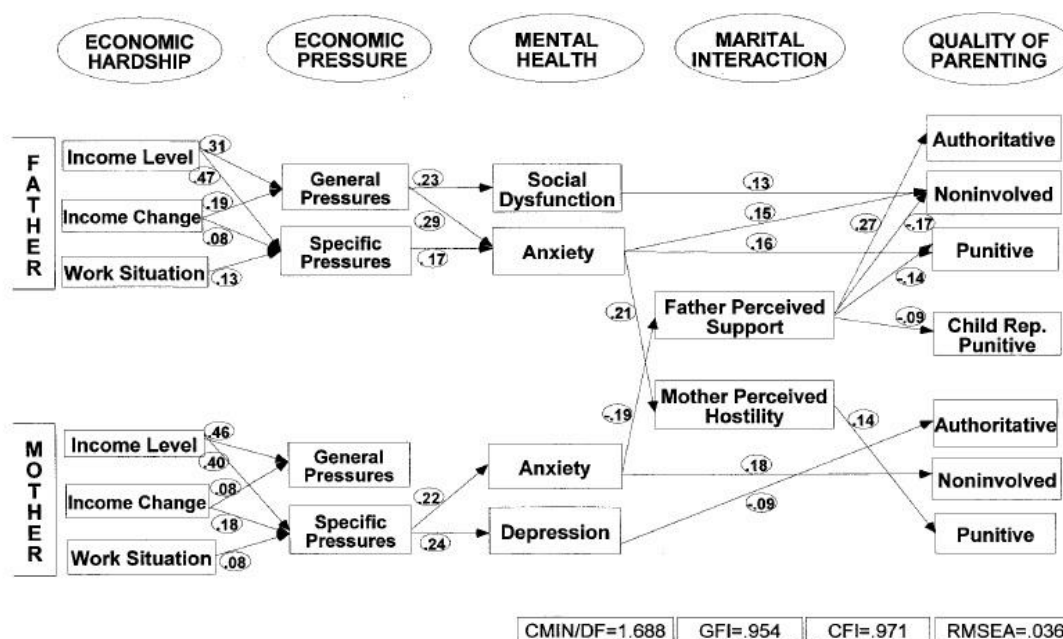 ECONOMIC
HARDSHIP
ECONOMIC
PRESSURE
MENTAL
HEALTH
MARITAL
INTERACTION
QUALITY OF
PARENTING
FATHER
Income Level
Income Change
Work Situation
.31
.47
.19
.08
.13
General
Pressures
Specific
Pressures
.23
.29
.17
Social
Dysfunction
Anxiety
.13
.15
.16
.21
.27
-.17
-.14
-.09
Father Perceived
Support
Mother Perceived
Hostility
Authoritative
Noninvolved
Punitive
Child Rep.
Punitive
MOTHER
Income Level
Income Change
Work Situation
.46
.40
.08
.18
.08
General
Pressures
Specific
Pressures
.22
.24
Anxiety
Depression
-.19
.18
-.09
.14
Authoritative
Noninvolved
Punitive
CMIN/DF=1.688 GFI=.954 CFI=.971 RMSEA=.036